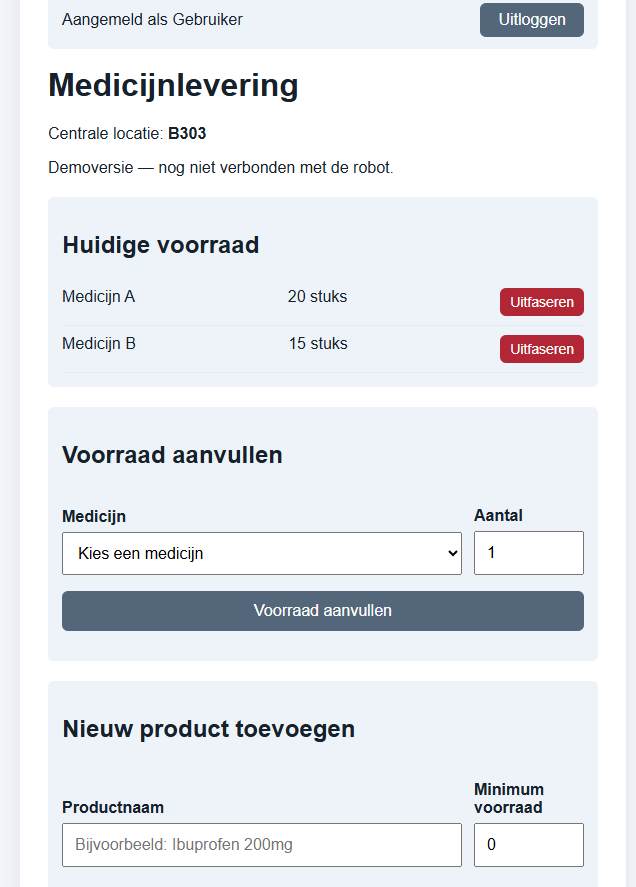 Aangemeld als Gebruiker
Uitloggen
Medicijnlevering
Centrale locatie: B303
Demoversie — nog niet verbonden met de robot.
Huidige voorraad
Medicijn A 20 stuks Uitfaseren
Medicijn B 15 stuks Uitfaseren
Voorraad aanvullen
Medicijn
Aantal
Kies een medicijn
1
Voorraad aanvullen
Nieuw product toevoegen
Productnaam
Minimum
voorraad
Bijvoorbeeld: Ibuprofen 200mg
0